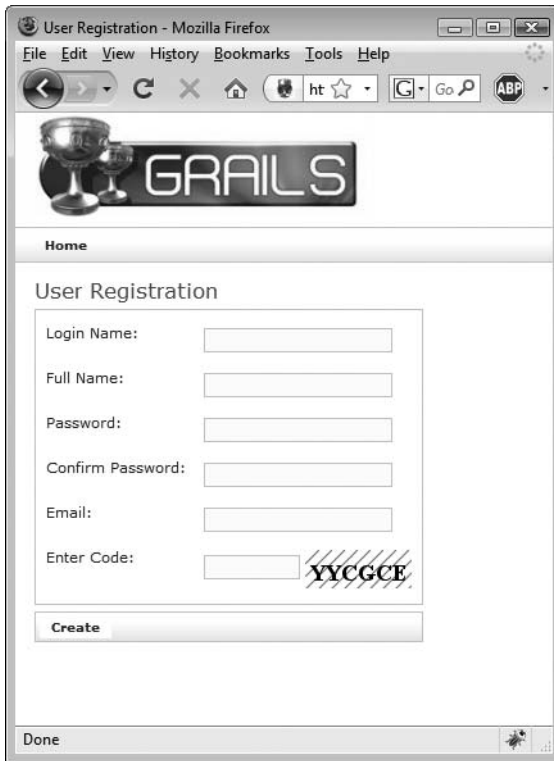 User Registration - Mozilla Firefox
File Edit View History Bookmarks Tools Help
ht G Go ABP
GRAILS
Home
User Registration
Login Name:
Full Name:
Password:
Confirm Password:
Email:
Enter Code: YYCGCE
Create
Done